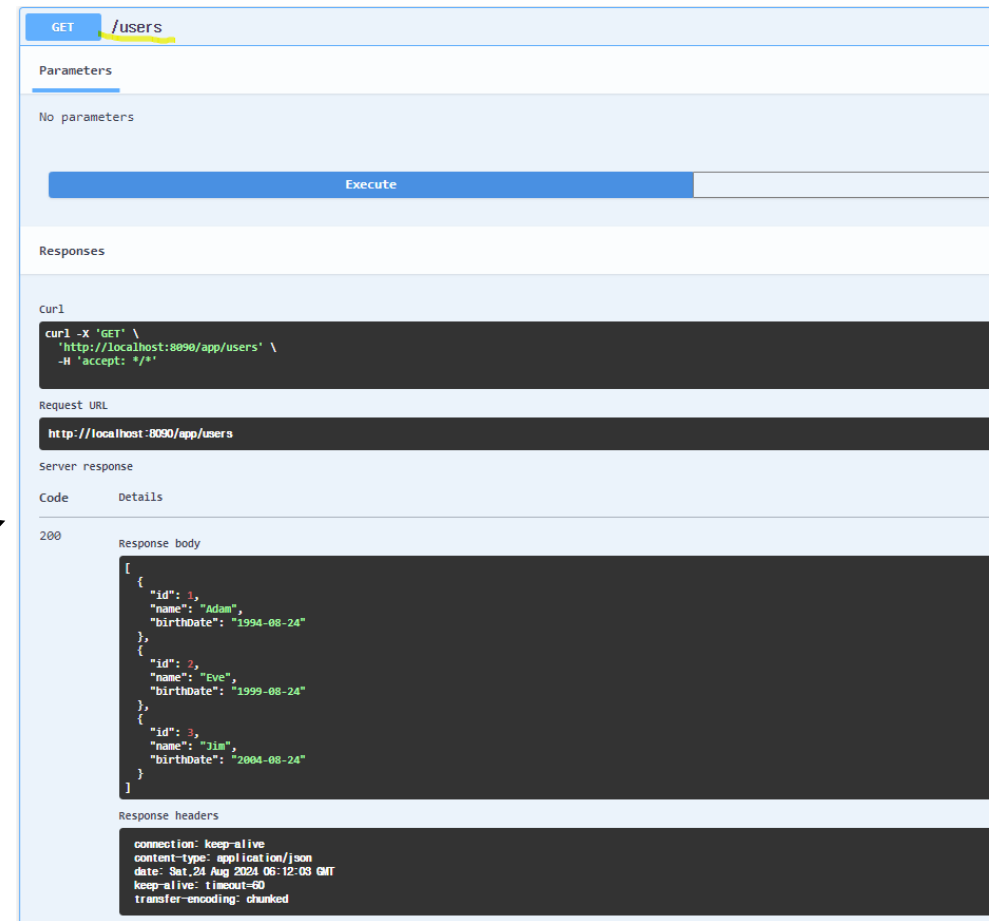 GET /users
Parameters
No parameters
Execute
Responses
Curl
curl -X 'GET' \
  'http://localhost:8090/app/users' \
  -H 'accept: */*'
Request URL
http://localhost:8090/app/users
Server response
Code Details
200
Response body
[
  {
    "id": 1,
    "name": "Adam",
    "birthDate": "1994-08-24"
  },
  {
    "id": 2,
    "name": "Eve",
    "birthDate": "1999-08-24"
  },
  {
    "id": 3,
    "name": "Jim",
    "birthDate": "2004-08-24"
  }
]
Response headers
connection: keep-alive
content-type: application/json
date: Sat,24 Aug 2024 06:12:03 GMT
keep-alive: timeout=60
transfer-encoding: chunked